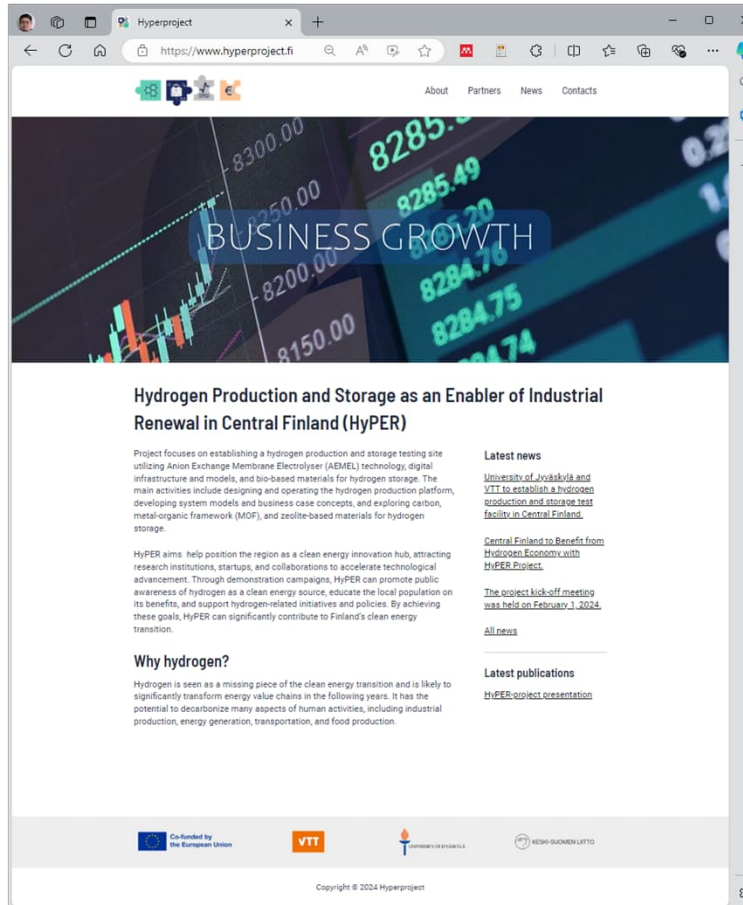 Hyperproject
https://www.hyperproject.fi
About Partners News Contacts
8300.00
8250.00
8200.00
8150.00
8285.49
8284.76
8284.75
BUSINESS GROWTH
Hydrogen Production and Storage as an Enabler of Industrial
Renewal in Central Finland (HyPER)
Project focuses on establishing a hydrogen production and storage testing site
utilizing Anion Exchange Membrane Electrolyser (AEMEL) technology, digital
infrastructure and models, and bio-based materials for hydrogen storage. The
main activities include designing and operating the hydrogen production platform,
developing system models and business case concepts, and exploring carbon,
metal-organic framework (MOF), and zeolite-based materials for hydrogen
storage.
HyPER aims help position the region as a clean energy innovation hub, attracting
research institutions, startups, and collaborations to accelerate technological
advancement. Through demonstration campaigns, HyPER can promote public
awareness of hydrogen as a clean energy source, educate the local population on
its benefits, and support hydrogen-related initiatives and policies. By achieving
these goals, HyPER can significantly contribute to Finland's clean energy
transition.
Why hydrogen?
Hydrogen is seen as a missing piece of the clean energy transition and is likely to
significantly transform energy value chains in the following years. It has the
potential to decarbonize many aspects of human activities, including industrial
production, energy generation, transportation, and food production.
Latest news
University of Jyväskylä and
VTT to establish a hydrogen
production and storage test
facility in Central Finland.
Central Finland to Benefit from
Hydrogen Economy with
HyPER Project.
The project kick-off meeting
was held on February 1, 2024.
All news
Latest publications
HyPER-project presentation
Co-funded by
the European Union
VTT
UNIVERSITY OF JYVÄSKYLÄ
KESKI-SUOMEN LIITTO
Copyright © 2024 Hyperproject